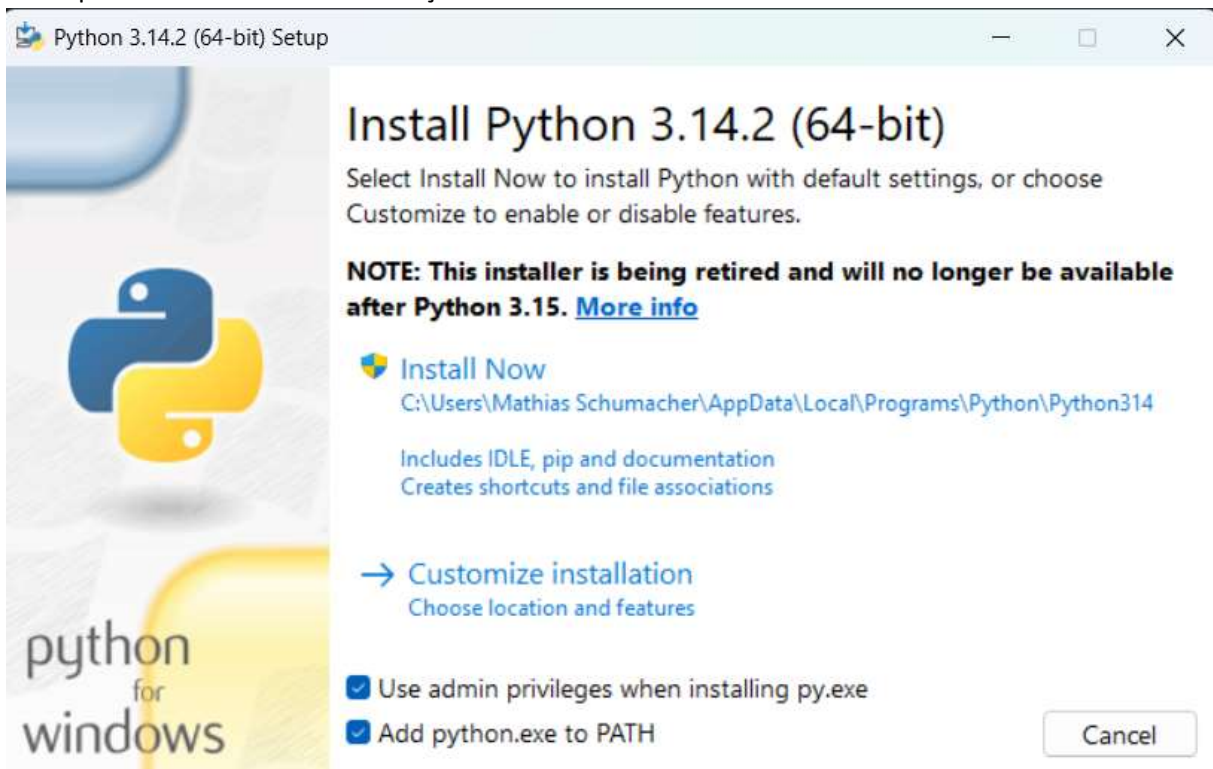 Python 3.14.2 (64-bit) Setup
Install Python 3.14.2 (64-bit)
Select Install Now to install Python with default settings, or choose
Customize to enable or disable features.
NOTE: This installer is being retired and will no longer be available
after Python 3.15. More info
Install Now
C:\Users\Mathias Schumacher\AppData\Local\Programs\Python\Python314
Includes IDLE, pip and documentation
Creates shortcuts and file associations
Customize installation
Choose location and features
python
for
windows
Use admin privileges when installing py.exe
Add python.exe to PATH
Cancel